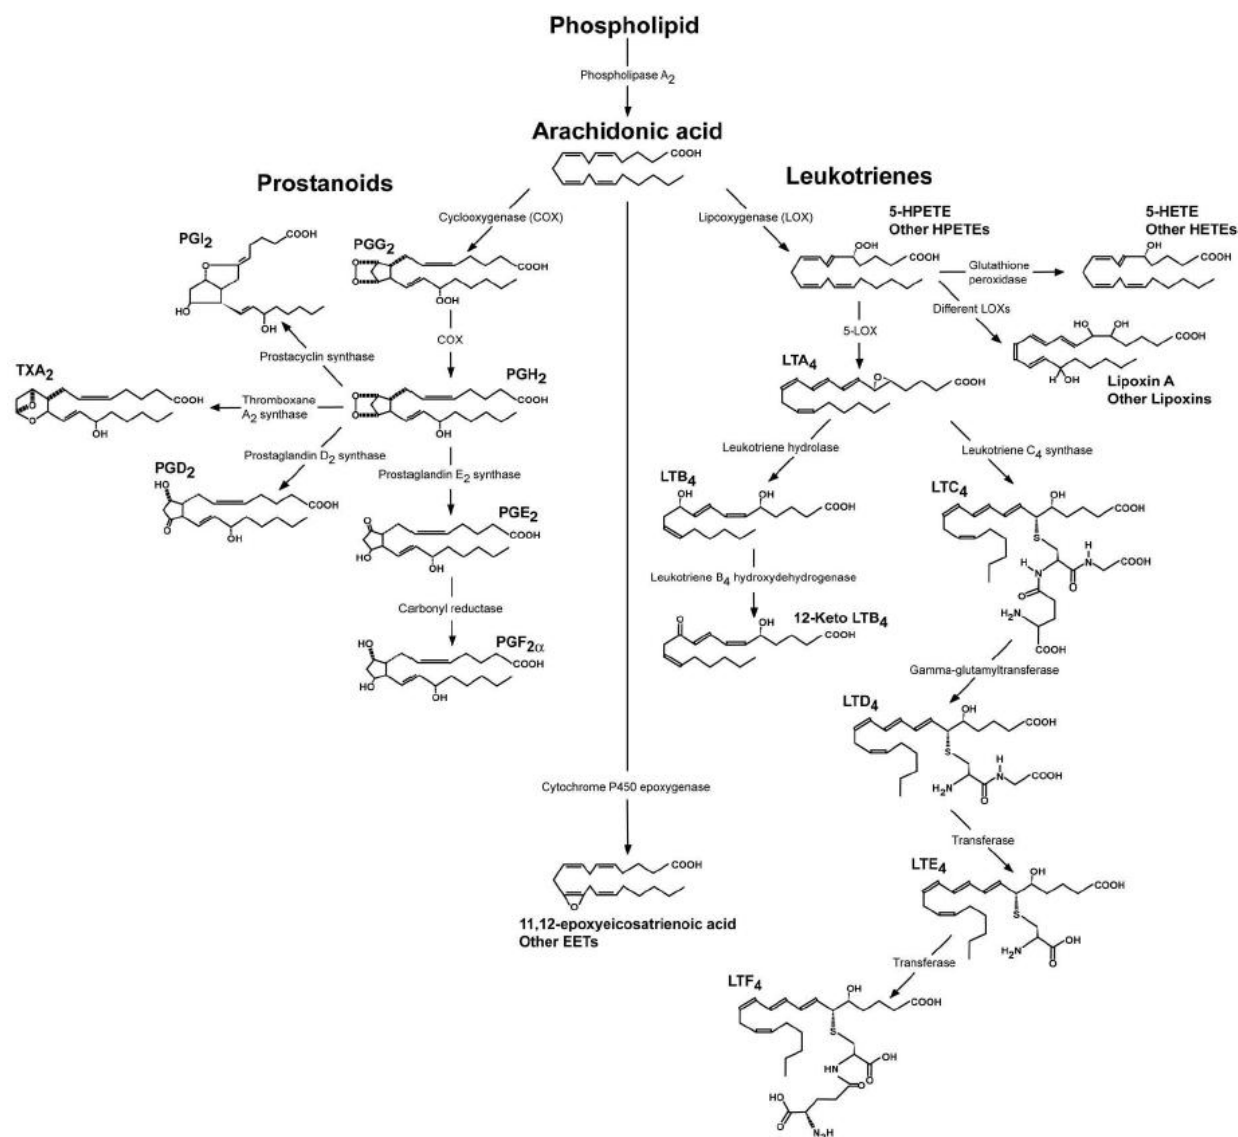 Phospholipid
Phospholipase A2
Arachidonic acid
COOH
Prostanoids
Leukotrienes
Cyclooxygenase (COX)
Lipcoxygenase (LOX)
PGI2
COOH
O
HO
OH
PGG2
O
O
COOH
OOH
5-HPETE
Other HPETEs
OOH
COOH
Glutathione
peroxidase
5-HETE
Other HETEs
OH
COOH
Different LOXs
COX
5-LOX
HO
OH
COOH
H
OH
Lipoxin A
Other Lipoxins
Prostacyclin synthase
TXA2
O
O
COOH
OH
Thromboxane
A2 synthase
PGH2
O
O
COOH
OH
LTA4
O
COOH
Prostaglandin D2 synthase
Prostaglandin E2 synthase
Leukotriene hydrolase
Leukotriene C4 synthase
PGD2
HO
O
COOH
OH
PGE2
O
HO
COOH
OH
LTB4
OH
OH
COOH
LTC4
OH
COOH
S
H
N
O
H
N
COOH
O
H2N
COOH
Leukotriene B4 hydroxydehydrogenase
Carbonyl reductase
12-Keto LTB4
O
OH
COOH
PGF2α
HO
HO
COOH
OH
Gamma-glutamyltransferase
LTD4
OH
COOH
S
H2N
O
H
N
COOH
Cytochrome P450 epoxygenase
Transferase
COOH
O
11,12-epoxyeicosatrienoic acid
Other EETs
LTE4
OH
COOH
S
H2N
O
OH
Transferase
LTF4
OH
COOH
S
OH
O
HN
O
HO
O
N2H